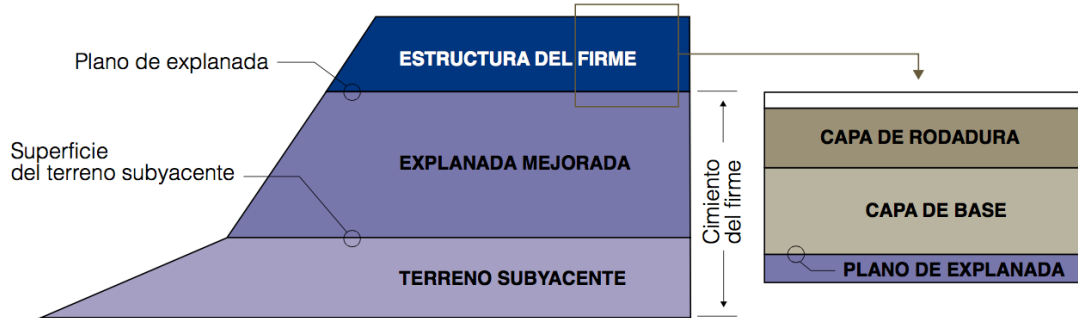 ESTRUCTURA DEL FIRME
Plano de explanada
CAPA DE RODADURA
Superficie
del terreno subyacente
EXPLANADA MEJORADA
Cimiento
del firme
CAPA DE BASE
PLANO DE EXPLANADA
TERRENO SUBYACENTE